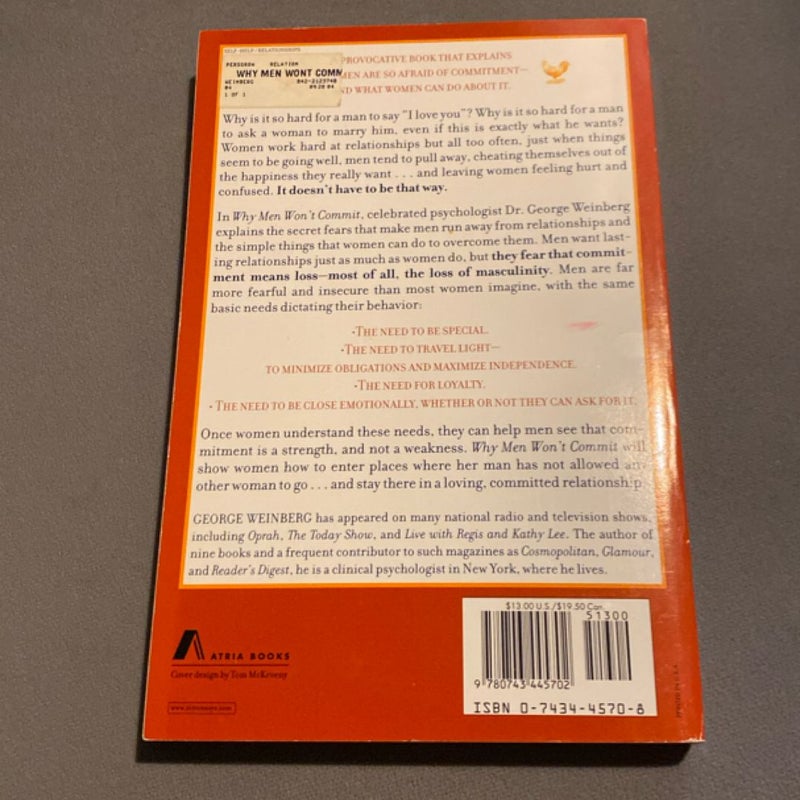 SELF-HELP/RELATIONSHIPS
PERSGROW RELATION
WHY MEN WONT COMM
WEINBERG 042-2123740
04 09 20 04
1 OF 1
PROVOCATIVE BOOK THAT EXPLAINS
MEN ARE SO AFRAID OF COMMITMENT—
ND WHAT WOMEN CAN DO ABOUT IT.
Why is it so hard for a man to say "I love you"? Why is it so hard for a man
to ask a woman to marry him, even if this is exactly what he wants?
Women work hard at relationships but all too often, just when things
seem to be going well, men tend to pull away, cheating themselves out of
the happiness they really want . . . and leaving women feeling hurt and
confused. It doesn't have to be that way.
In Why Men Won't Commit, celebrated psychologist Dr. George Weinberg
explains the secret fears that make men run away from relationships and
the simple things that women can do to overcome them. Men want last-
ing relationships just as much as women do, but they fear that commit-
ment means loss—most of all, the loss of masculinity. Men are far
more fearful and insecure than most women imagine, with the same
basic needs dictating their behavior:
•THE NEED TO BE SPECIAL.
•THE NEED TO TRAVEL LIGHT—
TO MINIMIZE OBLIGATIONS AND MAXIMIZE INDEPENDENCE.
•THE NEED FOR LOYALTY.
• THE NEED TO BE CLOSE EMOTIONALLY, WHETHER OR NOT THEY CAN ASK FOR IT.
Once women understand these needs, they can help men see that com-
mitment is a strength, and not a weakness. Why Men Won't Commit will
show women how to enter places where her man has not allowed an-
other woman to go . . . and stay there in a loving, committed relationship.
GEORGE WEINBERG has appeared on many national radio and television shows,
including Oprah, The Today Show, and Live with Regis and Kathy Lee. The author of
nine books and a frequent contributor to such magazines as Cosmopolitan, Glamour,
and Reader's Digest, he is a clinical psychologist in New York, where he lives.
$13.00 U.S./$19.50 Can.
51300
9 780743 445702
ISBN 0-7434-4570-8
ATRIA BOOKS
Cover design by Tom McKeveny